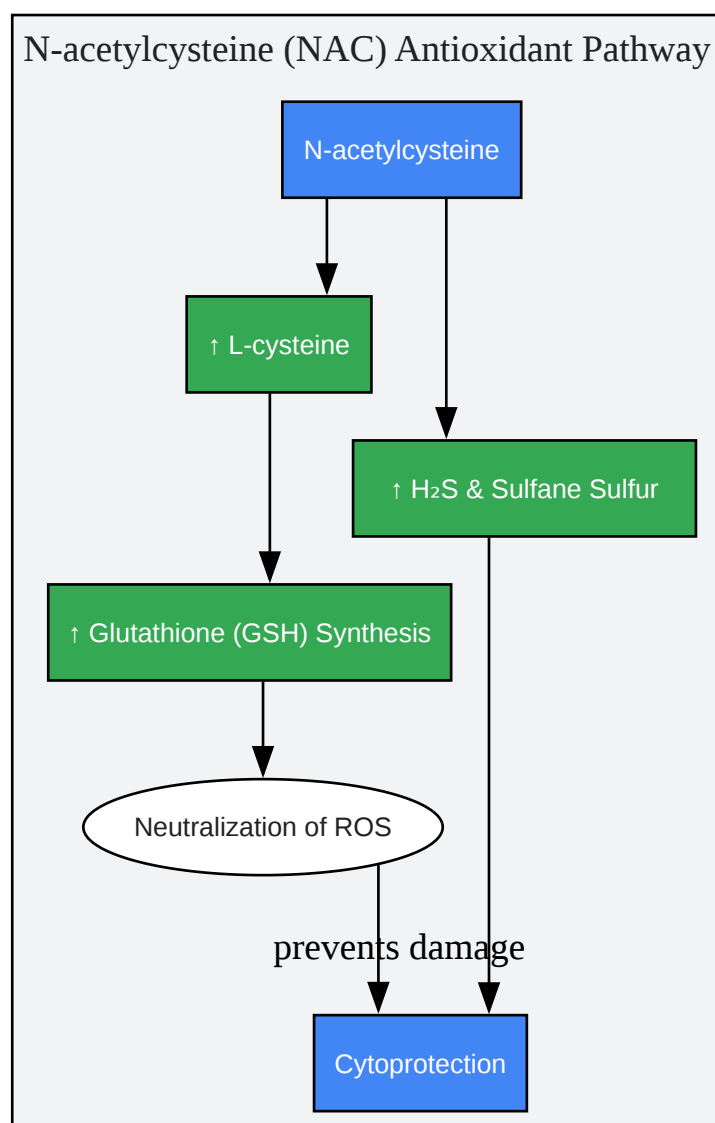 N-acetylcysteine (NAC) Antioxidant Pathway
N-acetylcysteine
↑ L-cysteine
↑ H₂S & Sulfane Sulfur
↑ Glutathione (GSH) Synthesis
Neutralization of ROS
prevents damage
Cytoprotection